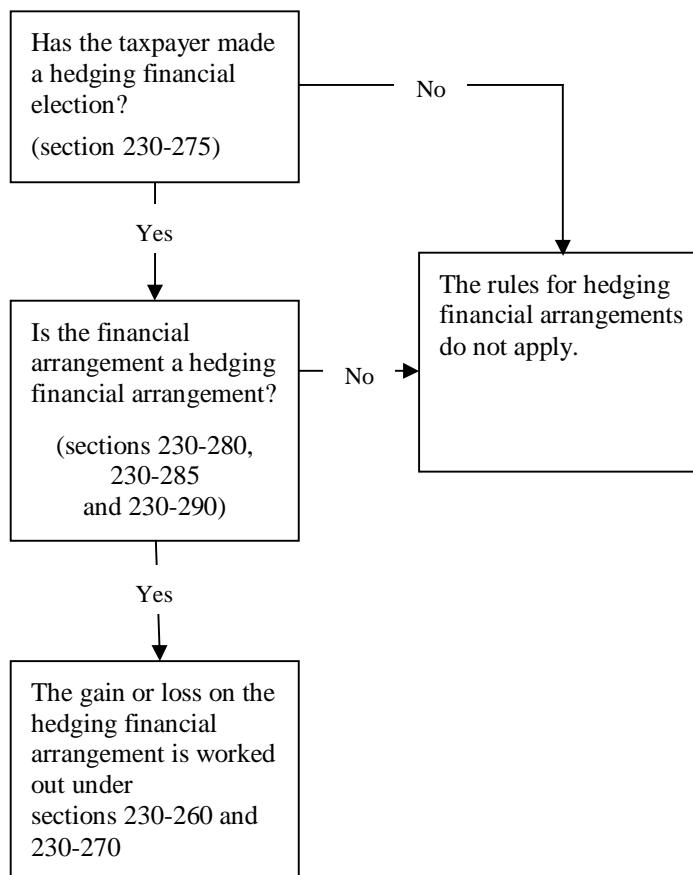 Has the taxpayer made
a hedging financial
election?
(section 230-275)
No
Yes
The rules for hedging
financial arrangements
do not apply.
Is the financial
arrangement a hedging
financial arrangement?
(sections 230-280,
230-285
and 230-290)
No
Yes
The gain or loss on the
hedging financial
arrangement is worked
out under
sections 230-260 and
230-270